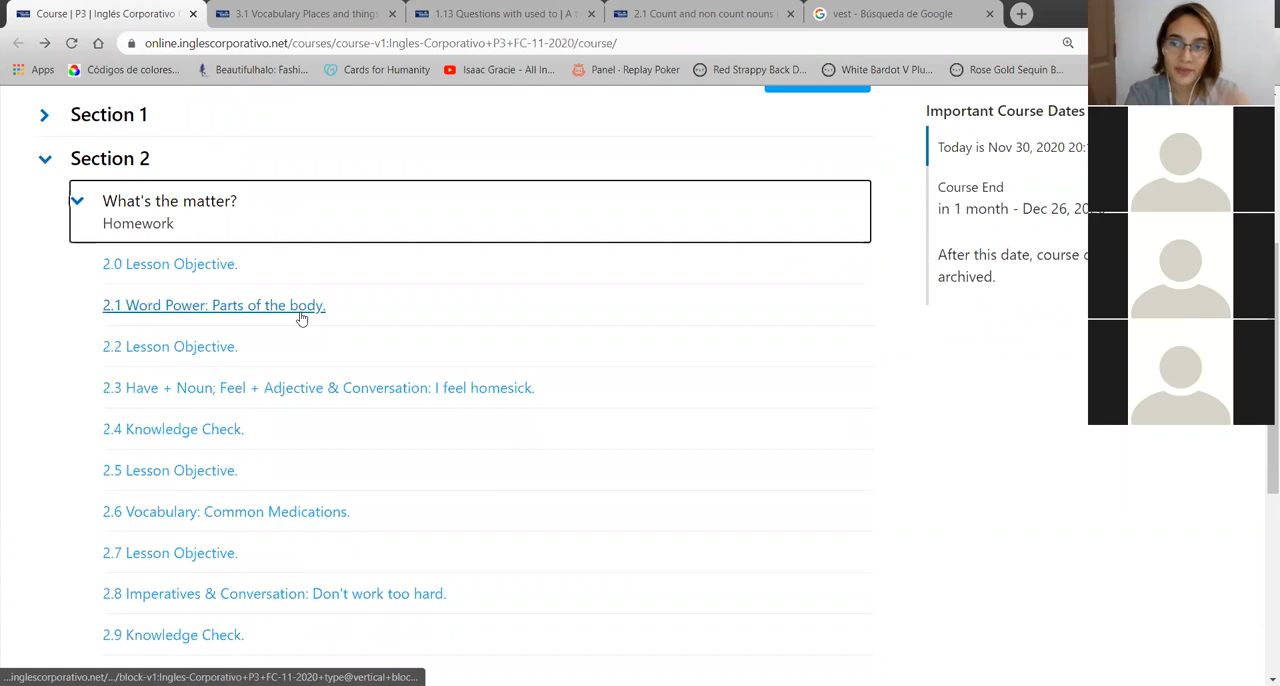 Course | P3 | Inglés Corporativo
3.1 Vocabulary Places and things
1.13 Questions with used to | A
2.1 Count and non count nouns
vest - Búsqueda de Google
online.inglescorporativo.net/courses/course-v1:Ingles-Corporativo+P3+FC-11-2020/course/
Apps
Códigos de colores...
Beautifulhalo: Fashi...
Cards for Humanity
Isaac Gracie - All In...
Panel · Replay Poker
Red Strappy Back D...
White Bardot V Plu...
Rose Gold Sequin B...
Section 1
Section 2
What's the matter?
Homework
2.0 Lesson Objective.
2.1 Word Power: Parts of the body.
2.2 Lesson Objective.
2.3 Have + Noun; Feel + Adjective & Conversation: I feel homesick.
2.4 Knowledge Check.
2.5 Lesson Objective.
2.6 Vocabulary: Common Medications.
2.7 Lesson Objective.
2.8 Imperatives & Conversation: Don't work too hard.
2.9 Knowledge Check.
Important Course Dates
Today is Nov 30, 2020 20:
Course End
in 1 month - Dec 26, 20
After this date, course
archived.
...inglescorporativo.net/.../block-v1:Ingles-Corporativo+P3+FC-11-2020+type@vertical+bloc...